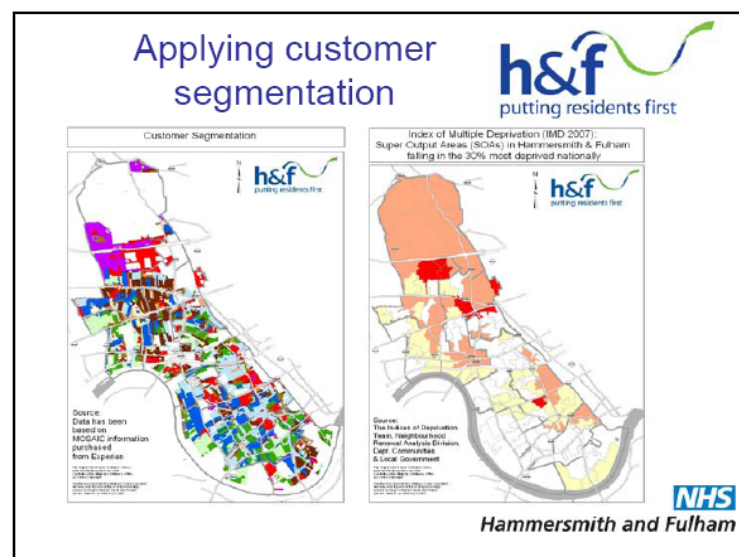 Applying customer
segmentation
h&f
putting residents first
Customer Segmentation
N
h&f
putting residents first
Source:
Data has been
based on
MOSAIC information
purchased
from Experian
Index of Multiple Deprivation (IMD 2007):
Super Output Areas (SOAs) in Hammersmith & Fulham
falling in the 30% most deprived nationally
N
h&f
putting residents first
Source:
The Indices of Deprivation
Team, Neighbourhood
Renewal Analysis Division,
Dept. Communities
& Local Government
NHS
Hammersmith and Fulham